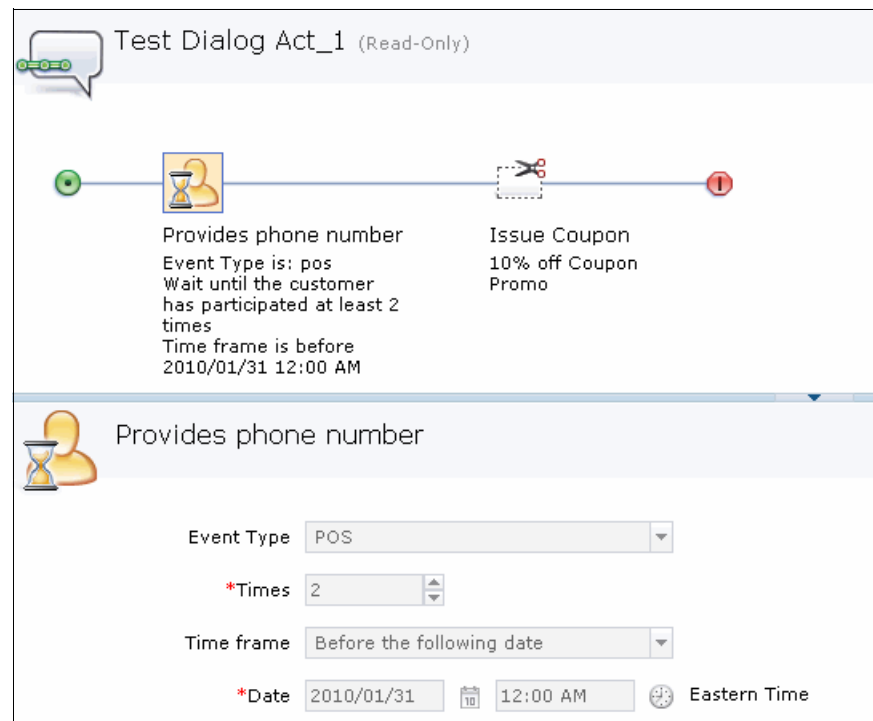 Test Dialog Act_1 (Read-Only)
Provides phone number
Event Type is: pos
Wait until the customer
has participated at least 2
times
Time frame is before
2010/01/31 12:00 AM
Issue Coupon
10% off Coupon
Promo
Provides phone number
Event Type POS
*Times 2
Time frame Before the following date
*Date 2010/01/31 10 12:00 AM Eastern Time